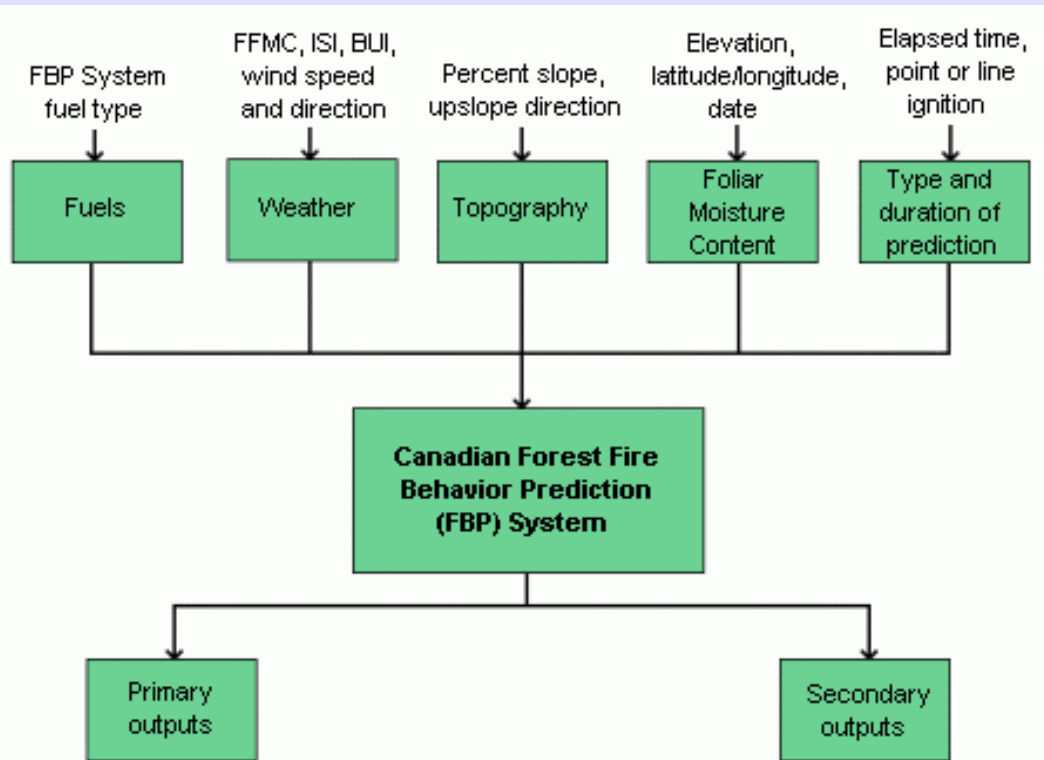 FBP System
fuel type
FFMC, ISI, BUI,
wind speed
and direction
Percent slope,
upslope direction
Elevation,
latitude/longitude,
date
Elapsed time,
point or line
ignition
Fuels
Weather
Topography
Foliar
Moisture
Content
Type and
duration of
prediction
Canadian Forest Fire
Behavior Prediction
(FBP) System
Primary
outputs
Secondary
outputs